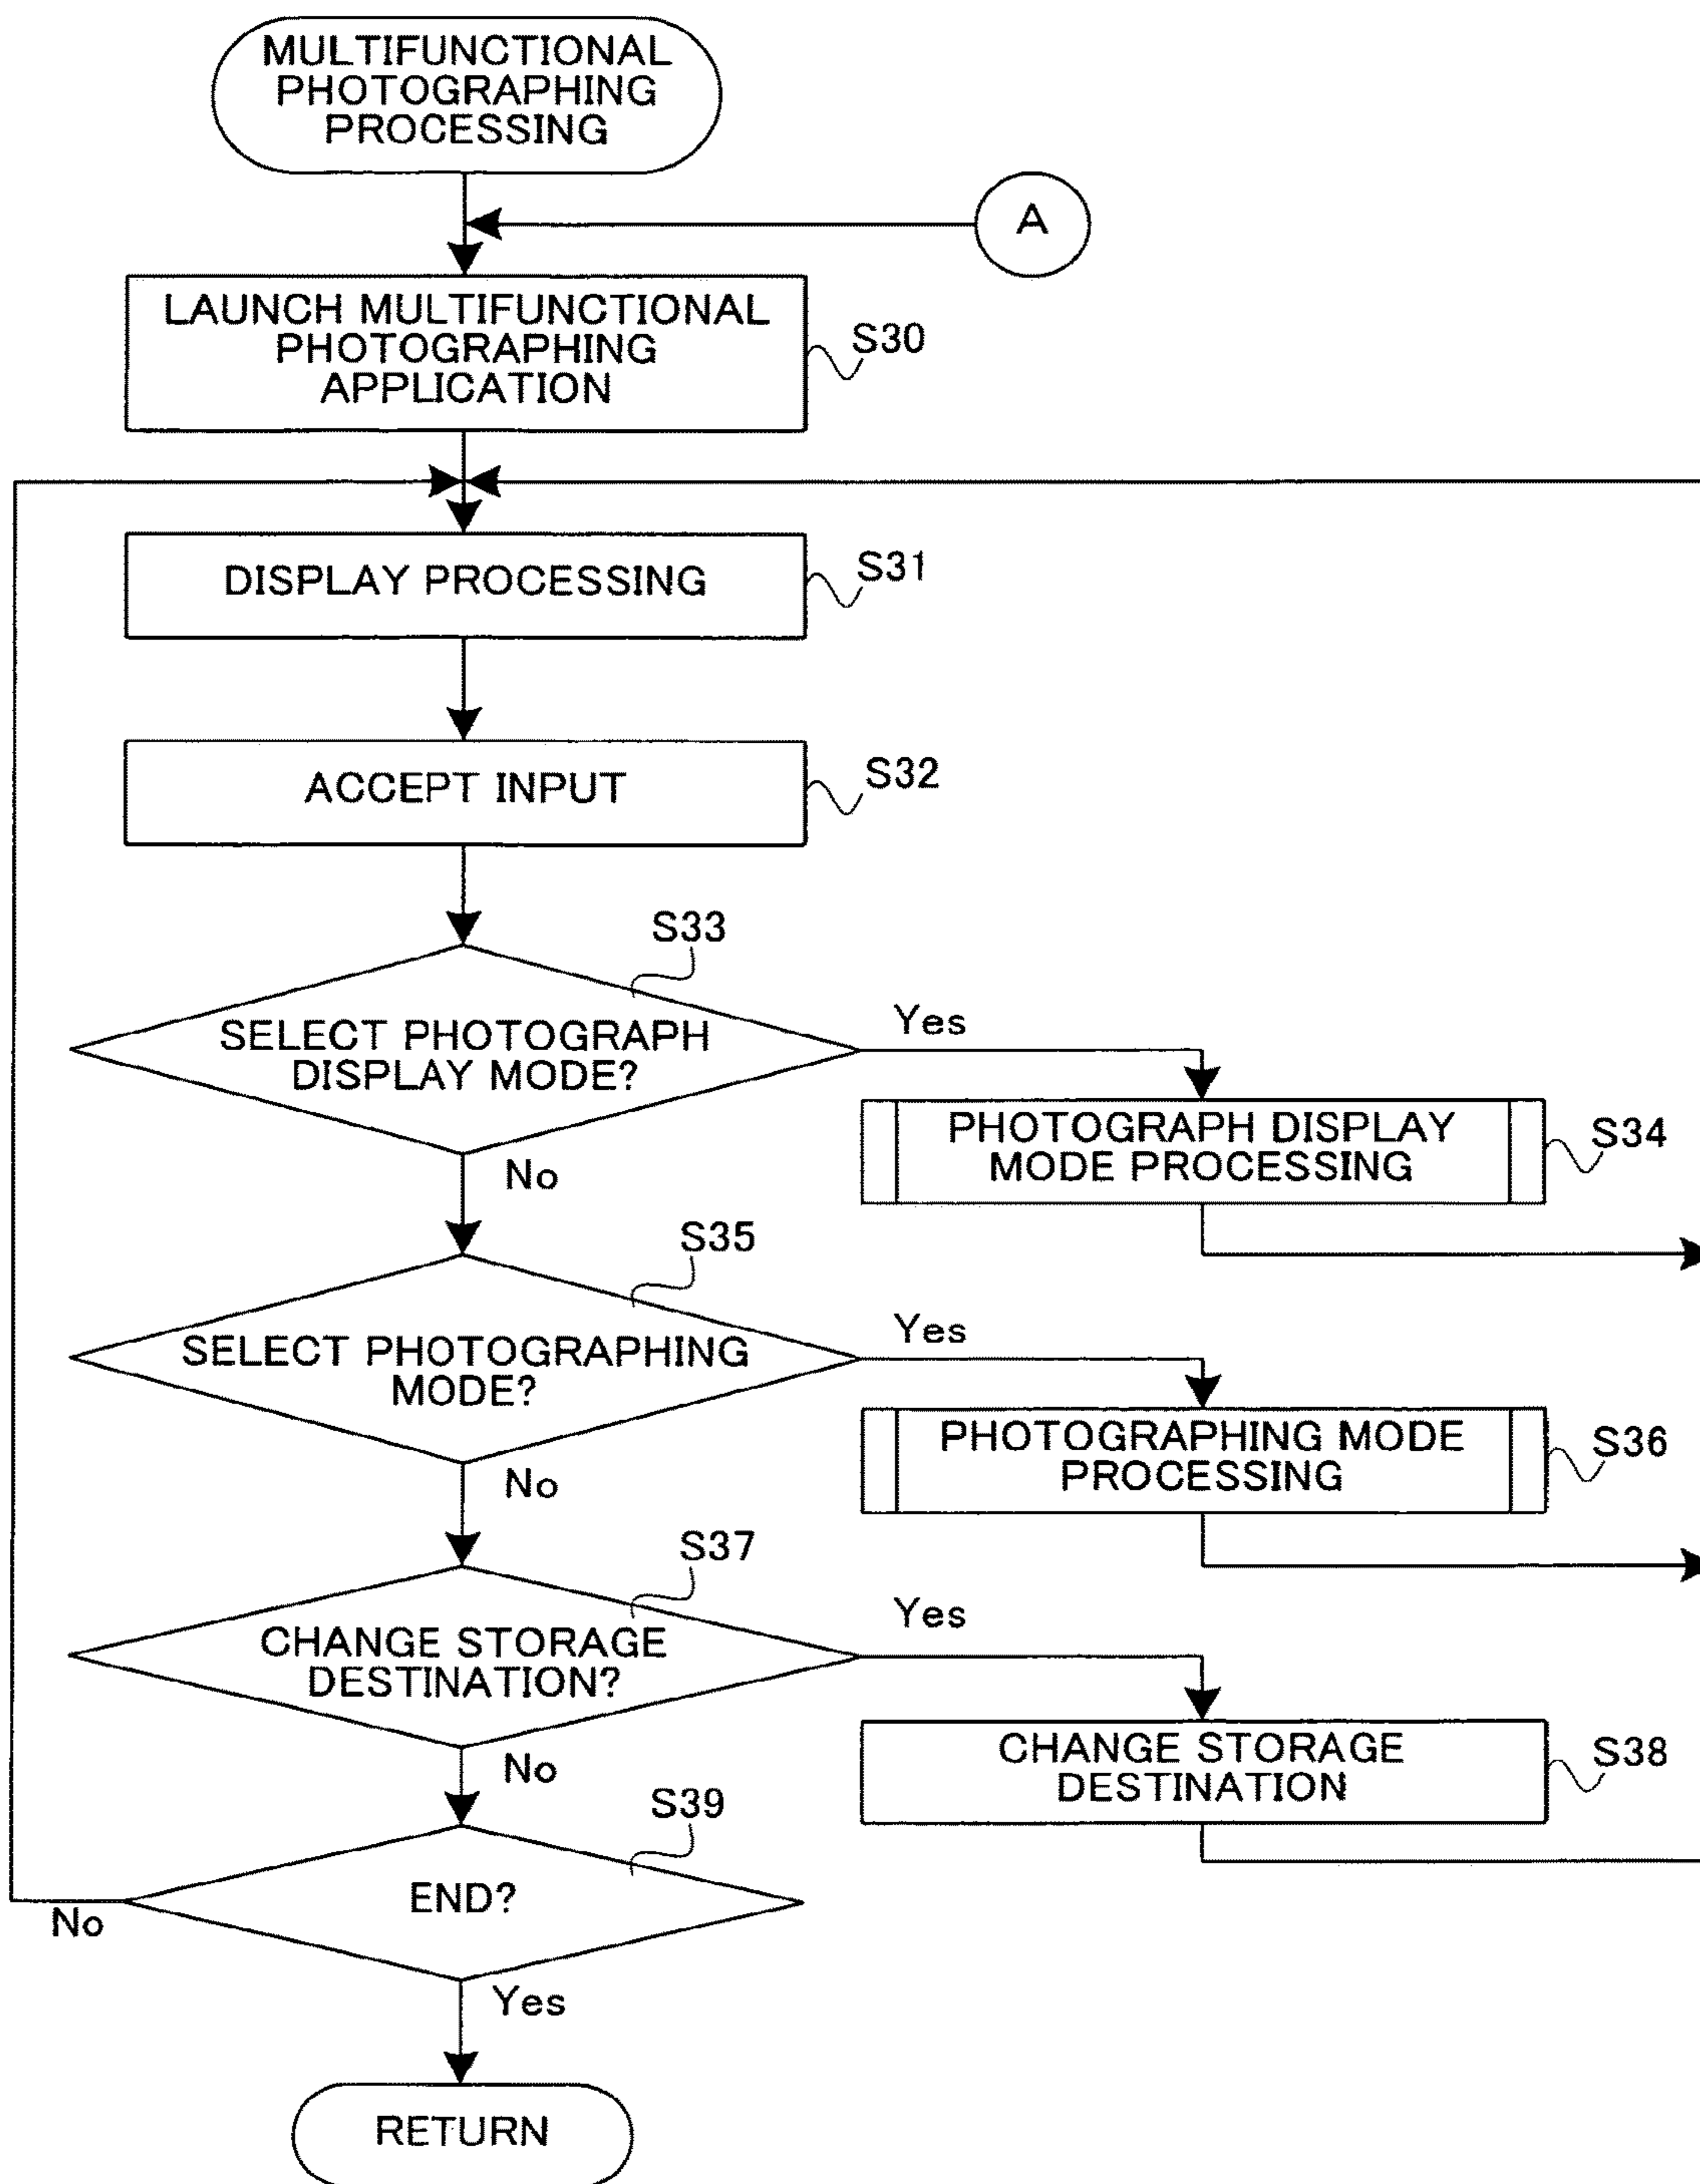 MULTIFUNCTIONAL
PHOTOGRAPHING
PROCESSING
A
LAUNCH MULTIFUNCTIONAL
PHOTOGRAPHING
APPLICATION
S30
DISPLAY PROCESSING
S31
ACCEPT INPUT
S32
S33
SELECT PHOTOGRAPH
DISPLAY MODE?
Yes
No
PHOTOGRAPH DISPLAY
MODE PROCESSING
S34
S35
SELECT PHOTOGRAPHING
MODE?
Yes
No
PHOTOGRAPHING MODE
PROCESSING
S36
S37
CHANGE STORAGE
DESTINATION?
Yes
No
CHANGE STORAGE
DESTINATION
S38
S39
END?
No
Yes
RETURN